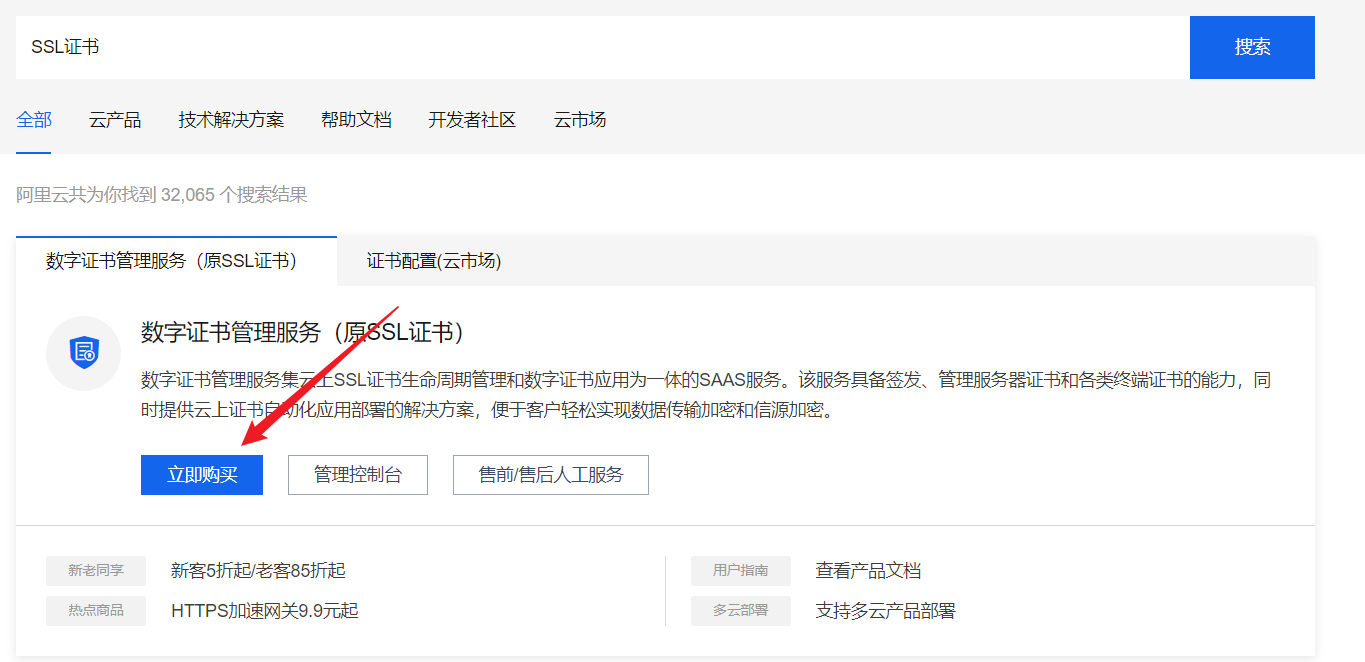 SSL证书
搜索
全部 云产品 技术解决方案 帮助文档 开发者社区 云市场
阿里云共为你找到 32,065 个搜索结果
数字证书管理服务（原SSL证书） 证书配置(云市场)
数字证书管理服务（原SSL证书）
数字证书管理服务集云上SSL证书生命周期管理和数字证书应用为一体的SAAS服务。该服务具备签发、管理服务器证书和各类终端证书的能力，同
时提供云上证书自动化应用部署的解决方案，便于客户轻松实现数据传输加密和信源加密。
立即购买 管理控制台 售前/售后人工服务
新老同享 新客5折起/老客85折起
热点商品 HTTPS加速网关9.9元起
用户指南 查看产品文档
多云部署 支持多云产品部署